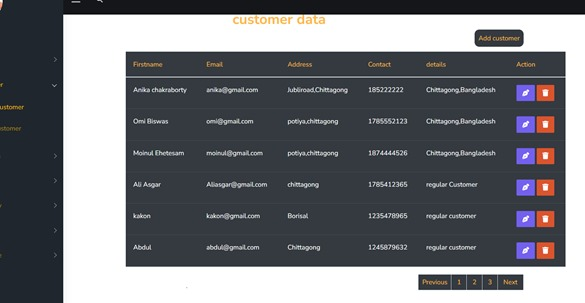 customer data
Add customer
Firstname Email Address Contact details Action
Anika chakraborty anika@gmail.com Jubliroad,Chittagong 185222222 Chittagong,Bangladesh
Omi Biswas omi@gmail.com potiya,chittagong 1785552123 Chittagong,Bangladesh
Moinul Ehetesam moinul@gmail.com potiya,chittagong 1874444526 Chittagong,Bangladesh
Ali Asgar Aliasgar@gmail.com chittagong 1785412365 regular Customer
kakon kakon@gmail.com Borisal 1235478965 regular customer
Abdul abdul@gmail.com Chittagong 1245879632 regular customer
Previous 1 2 3 Next